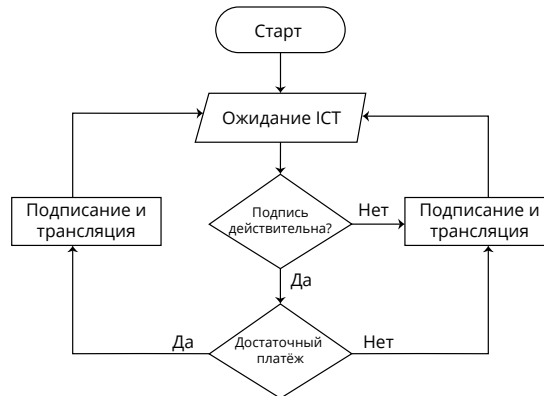 Старт
Ожидание ICT
Подписание и
трансляция
Подпись
действительна?
Нет
Подписание и
трансляция
Да
Да
Достаточный
платёж
Нет